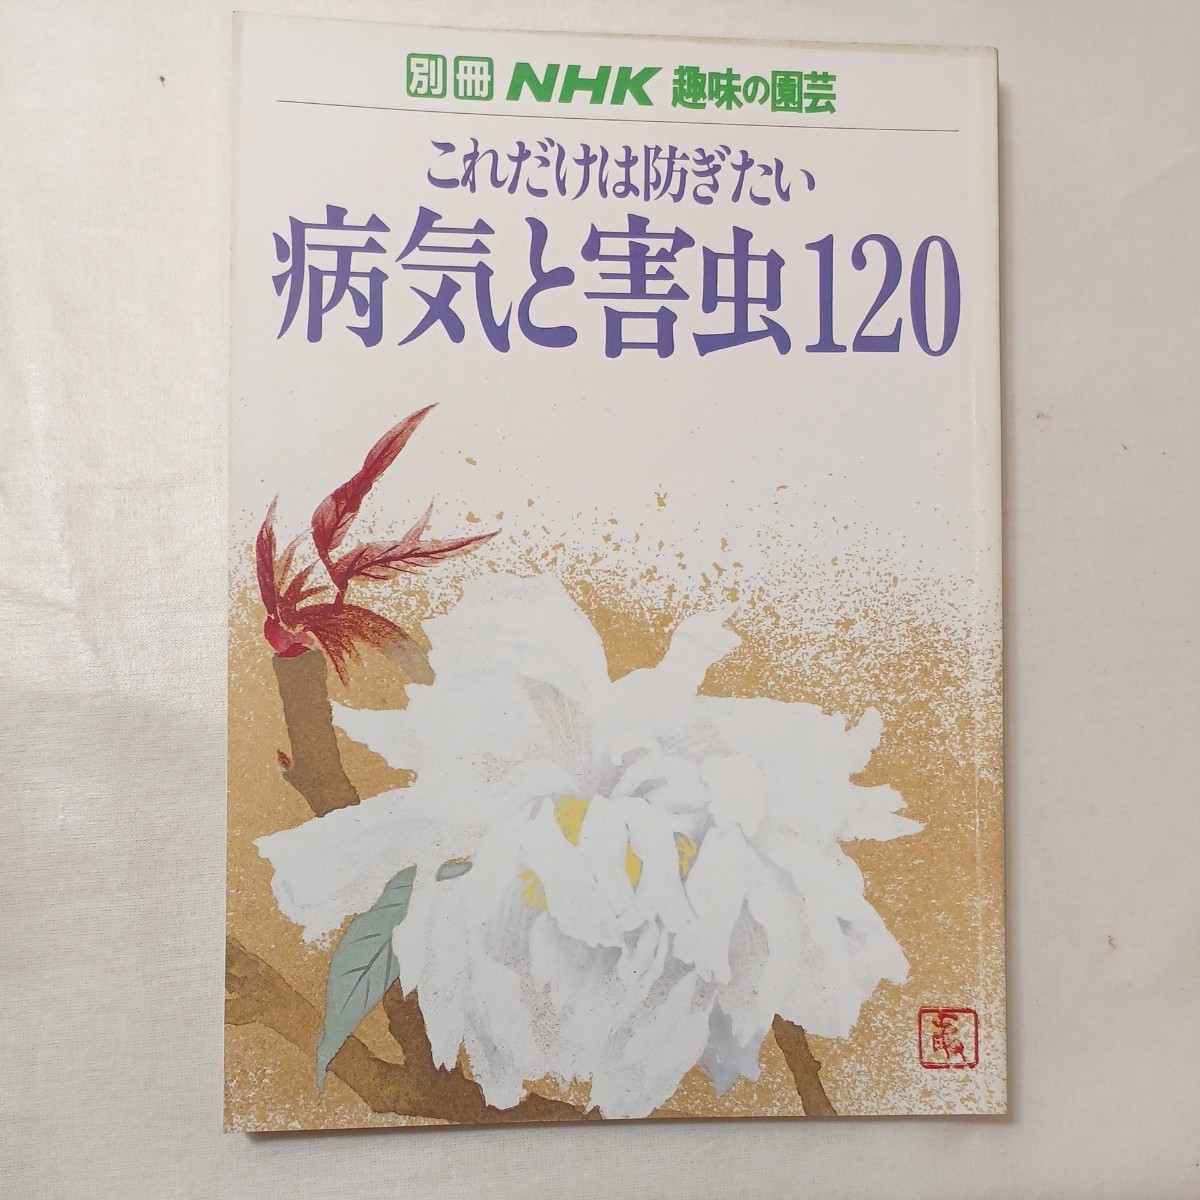 別冊 NHK 趣味の園芸
これだけは防ぎたい
病気と害虫120